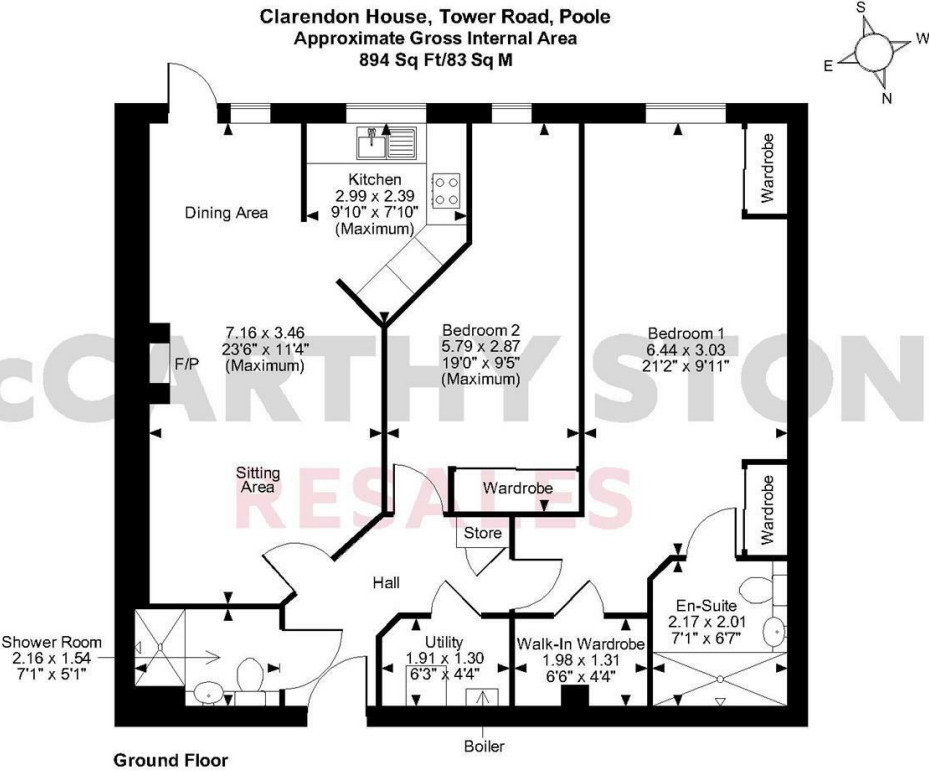 Clarendon House, Tower Road, Poole
Approximate Gross Internal Area
894 Sq Ft/83 Sq M
S
W
E
N
Kitchen
2.99 x 2.39
9'10" x 7'10"
(Maximum)
Wardrobe
Dining Area
7.16 x 3.46
23'6" x 11'4"
(Maximum)
F/P
Bedroom 2
5.79 x 2.87
19'0" x 9'5"
(Maximum)
Bedroom 1
6.44 x 3.03
21'2" x 9'11"
cCARTHY STON
RESALES
Sitting
Area
Wardrobe
Wardrobe
Store
Hall
En-Suite
2.17 x 2.01
7'1" x 6'7"
Shower Room
2.16 x 1.54
7'1" x 5'1"
Utility
1.91 x 1.30
6'3" x 4'4"
Walk-In Wardrobe
1.98 x 1.31
6'6" x 4'4"
Boiler
Ground Floor